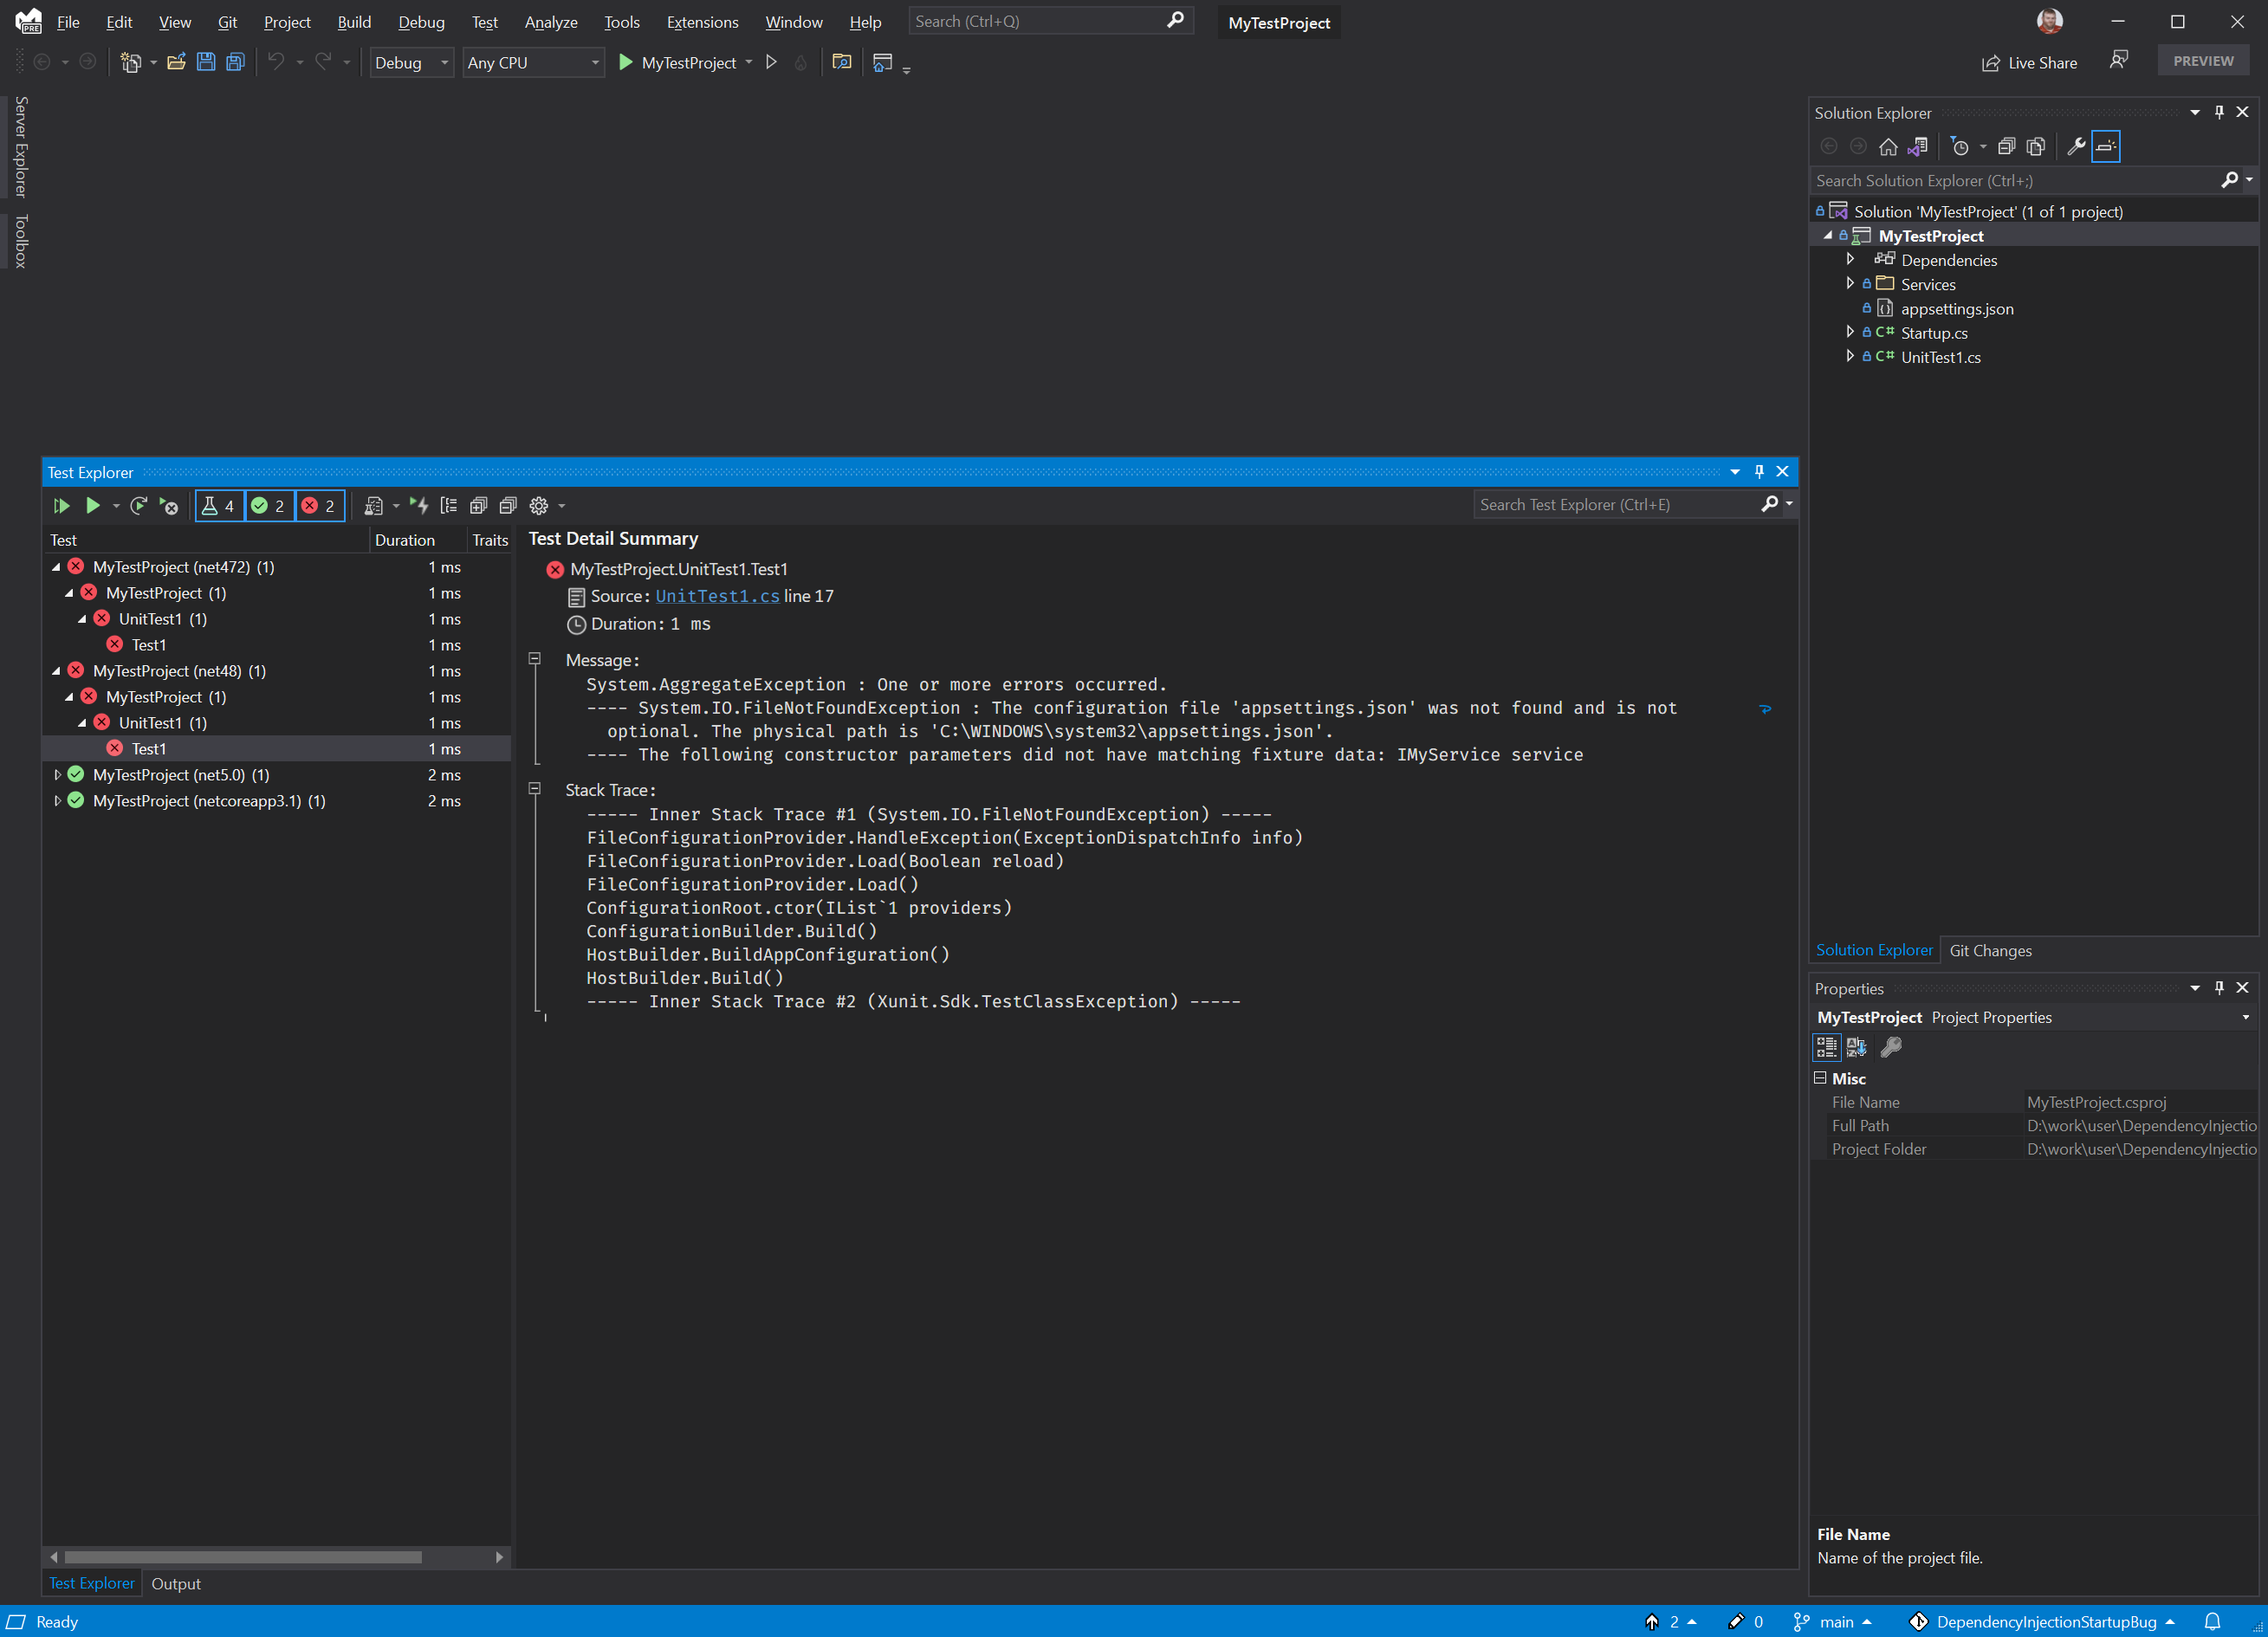 File Edit View Git Project Build Debug Test Analyze Tools Extensions Window Help Search (Ctrl+Q) MyTestProject
PRE
Debug Any CPU MyTestProject Live Share PREVIEW
Server Explorer
Toolbox
Test Explorer
4 2 2 Search Test Explorer (Ctrl+E)
Test Duration Traits
MyTestProject (net472) (1) 1 ms
MyTestProject (1) 1 ms
UnitTest1 (1) 1 ms
Test1 1 ms
MyTestProject (net48) (1) 1 ms
MyTestProject (1) 1 ms
UnitTest1 (1) 1 ms
Test1 1 ms
MyTestProject (net5.0) (1) 2 ms
MyTestProject (netcoreapp3.1) (1) 2 ms
Test Detail Summary
MyTestProject.UnitTest1.Test1
Source: UnitTest1.cs line 17
Duration: 1 ms
Message:
System.AggregateException : One or more errors occurred.
---- System.IO.FileNotFoundException : The configuration file 'appsettings.json' was not found and is not
optional. The physical path is 'C:\WINDOWS\system32\appsettings.json'.
---- The following constructor parameters did not have matching fixture data: IMyService service
Stack Trace:
----- Inner Stack Trace #1 (System.IO.FileNotFoundException) -----
FileConfigurationProvider.HandleException(ExceptionDispatchInfo info)
FileConfigurationProvider.Load(Boolean reload)
FileConfigurationProvider.Load()
ConfigurationRoot.ctor(IList`1 providers)
ConfigurationBuilder.Build()
HostBuilder.BuildAppConfiguration()
HostBuilder.Build()
----- Inner Stack Trace #2 (Xunit.Sdk.TestClassException) -----
Test Explorer Output
Solution Explorer
Search Solution Explorer (Ctrl+;)
Solution 'MyTestProject' (1 of 1 project)
MyTestProject
Dependencies
Services
appsettings.json
C# Startup.cs
C# UnitTest1.cs
Solution Explorer Git Changes
Properties
MyTestProject Project Properties
Misc
File Name MyTestProject.csproj
Full Path D:\work\user\DependencyInjectio
Project Folder D:\work\user\DependencyInjectio
File Name
Name of the project file.
Ready 2 0 main DependencyInjectionStartupBug